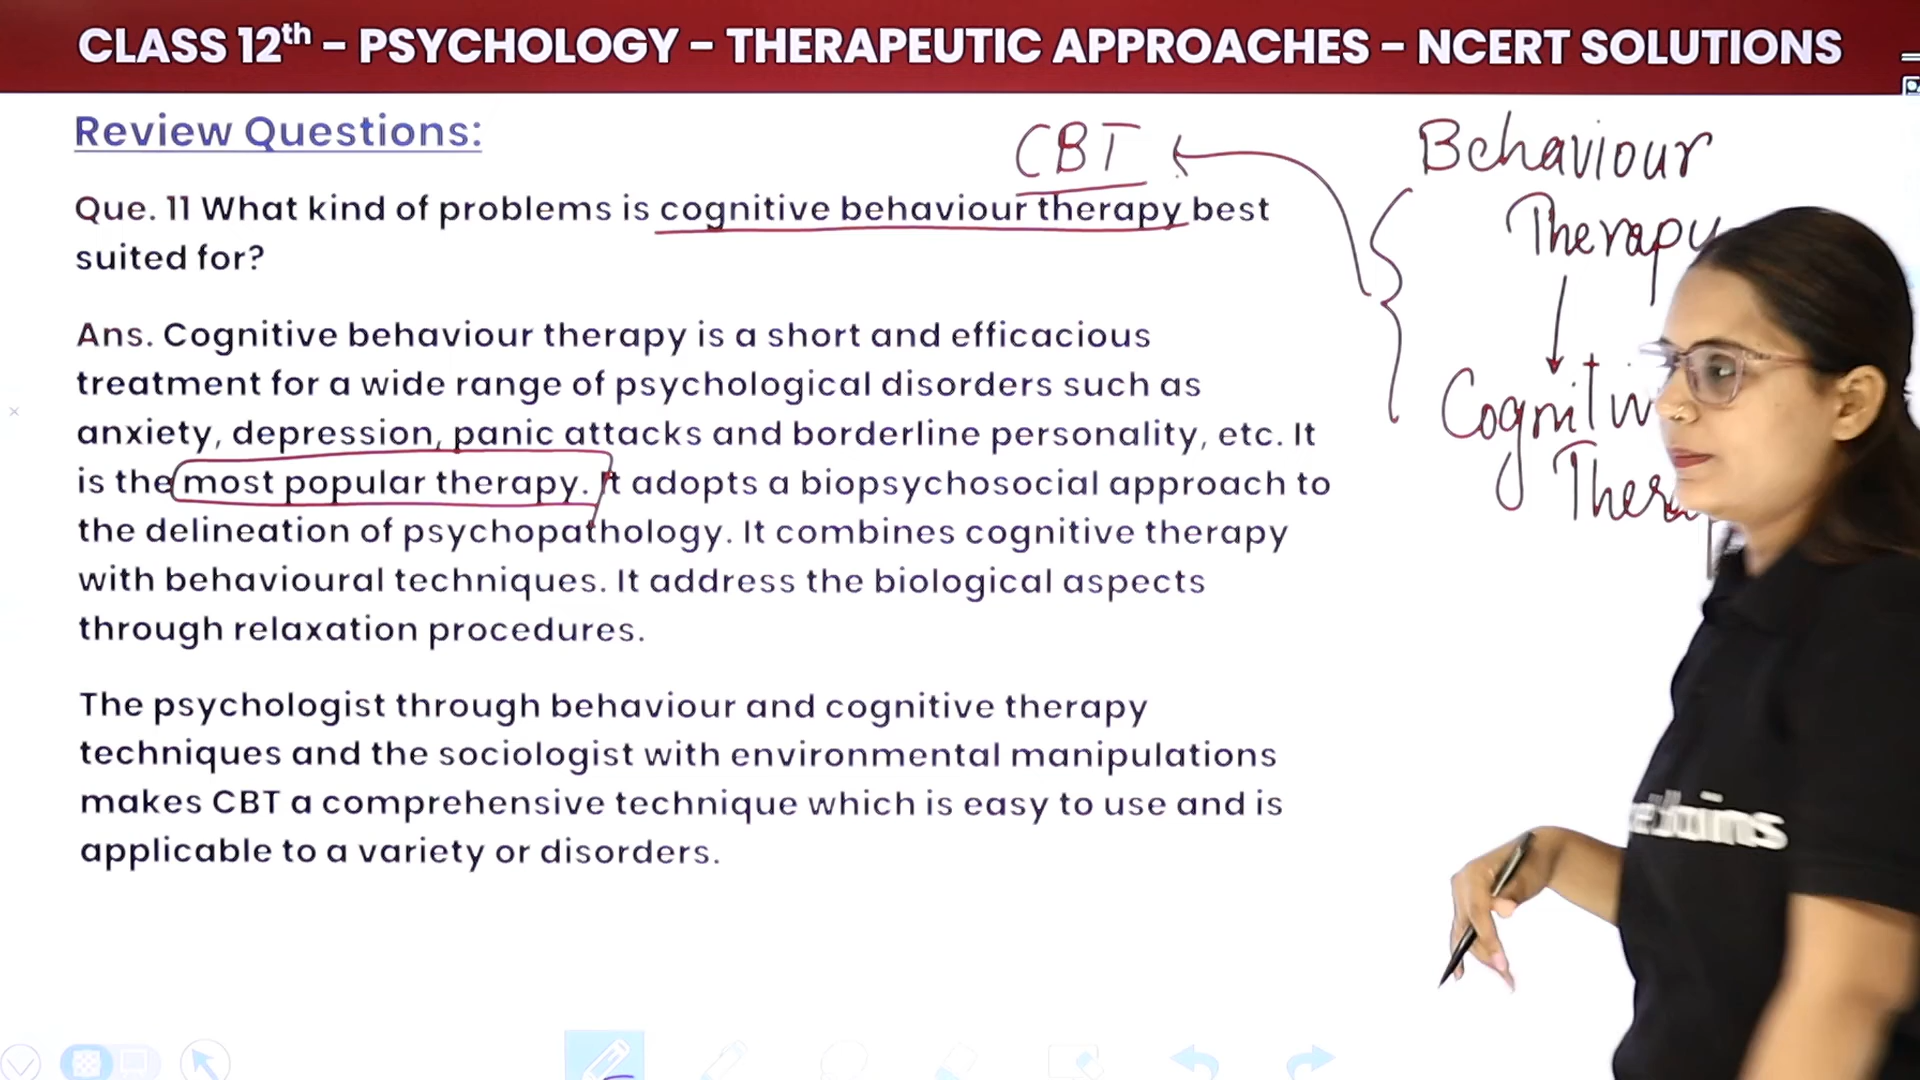 CLASS 12th – PSYCHOLOGY – THERAPEUTIC APPROACHES – NCERT SOLUTIONS
Review Questions:
CBT
Behaviour
Therapy
Que. 11 What kind of problems is cognitive behaviour therapy best
suited for?
Ans. Cognitive behaviour therapy is a short and efficacious
treatment for a wide range of psychological disorders such as
anxiety, depression, panic attacks and borderline personality, etc. It
is the most popular therapy. It adopts a biopsychosocial approach to
the delineation of psychopathology. It combines cognitive therapy
with behavioural techniques. It address the biological aspects
through relaxation procedures.
The psychologist through behaviour and cognitive therapy
techniques and the sociologist with environmental manipulations
makes CBT a comprehensive technique which is easy to use and is
applicable to a variety or disorders.